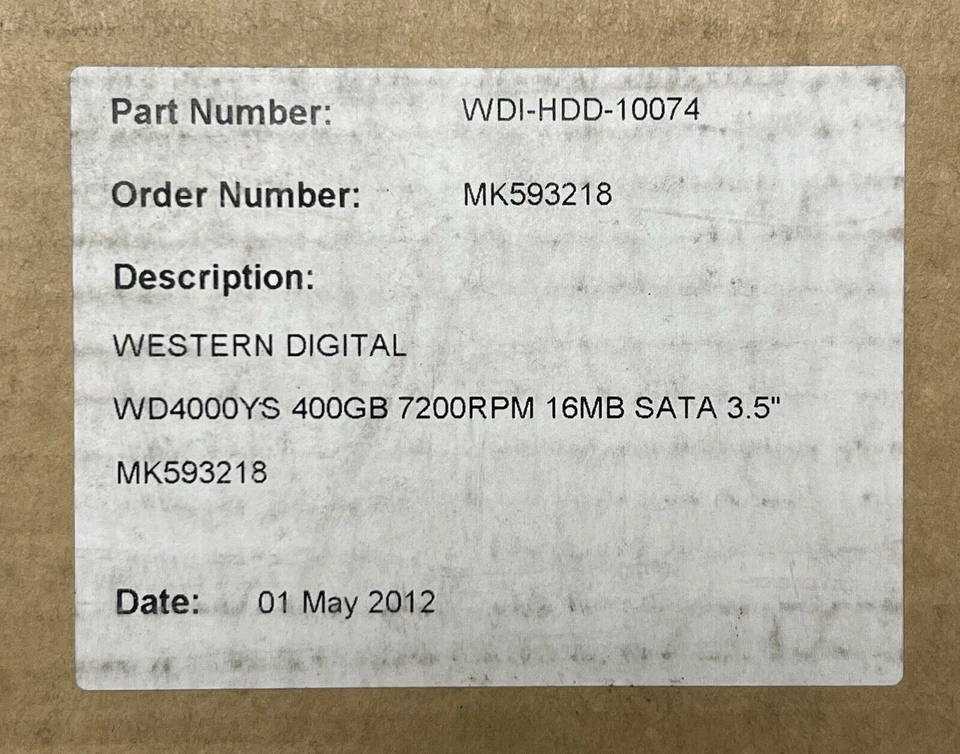 Part Number: WDI-HDD-10074
Order Number: MK593218
Description:
WESTERN DIGITAL
WD4000YS 400GB 7200RPM 16MB SATA 3.5"
MK593218
Date: 01 May 2012